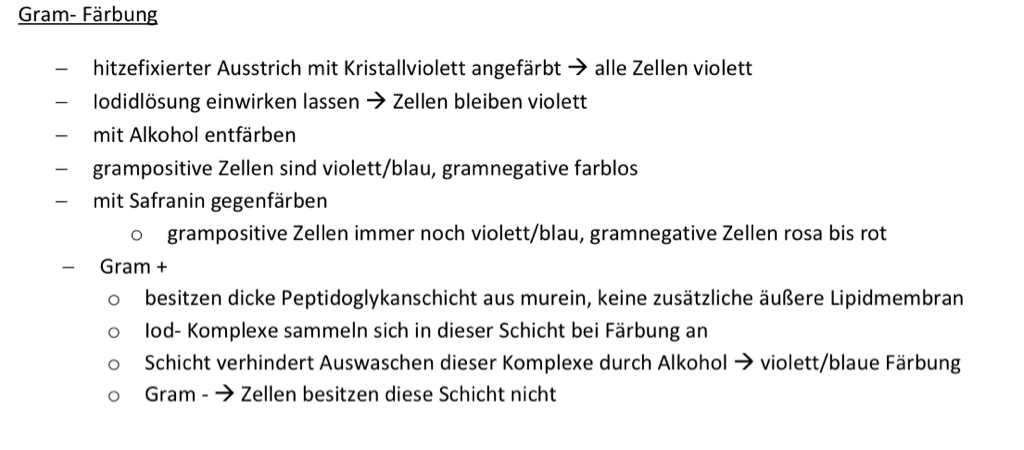 Gram- Färbung
– hitzefixierter Ausstrich mit Kristallviolett angefärbt → alle Zellen violett
– Iodidlösung einwirken lassen → Zellen bleiben violett
– mit Alkohol entfärben
– grampositive Zellen sind violett/blau, gramnegative farblos
– mit Safranin gegenfärben
o grampositive Zellen immer noch violett/blau, gramnegative Zellen rosa bis rot
– Gram +
o besitzen dicke Peptidoglykanschicht aus murein, keine zusätzliche äußere Lipidmembran
o Iod- Komplexe sammeln sich in dieser Schicht bei Färbung an
o Schicht verhindert Auswaschen dieser Komplexe durch Alkohol → violett/blaue Färbung
o Gram - → Zellen besitzen diese Schicht nicht